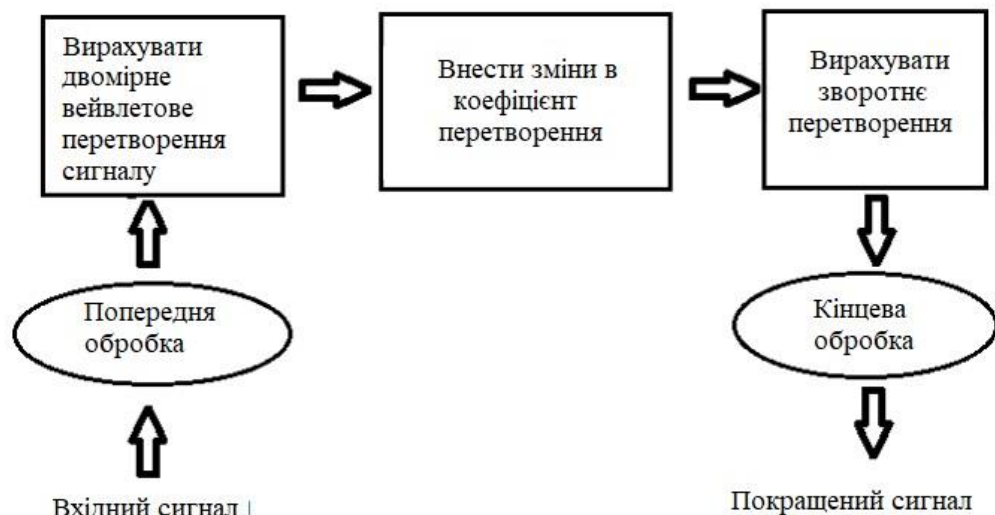 Вирахувати
двомірне
вейвлетове
перетворення
сигналу
Внести зміни в
коефіцієнт
перетворення
Вирахувати
зворотнє
перетворення
Попередня
обробка
Кінцева
обробка
Вхідний сигнал
Покращений сигнал